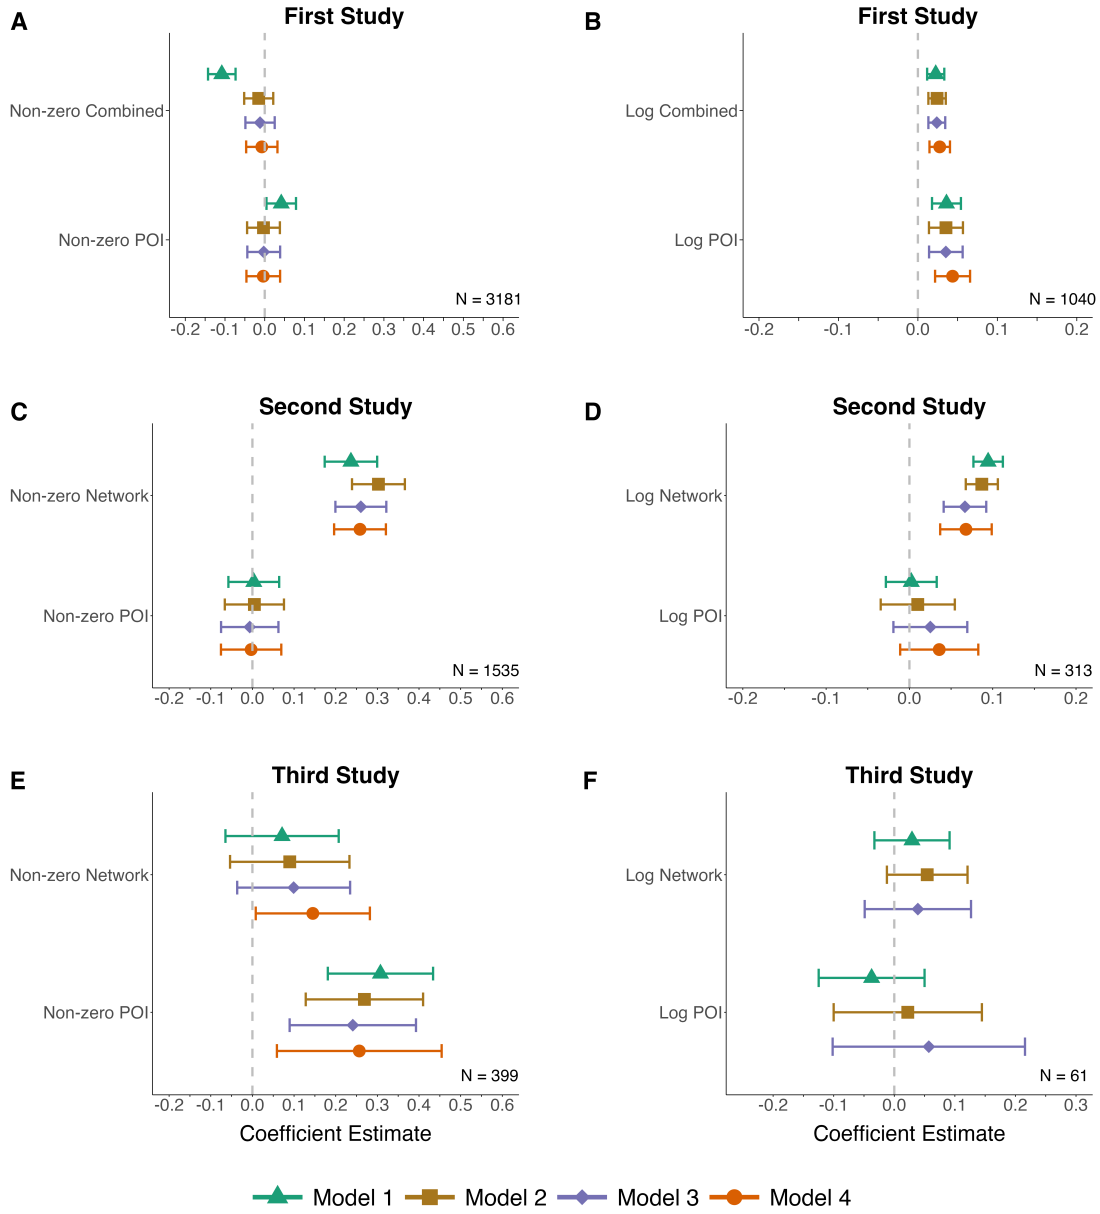 A
First Study
Non-zero Combined
Non-zero POI
N = 3181
-0.2 -0.1 0.0 0.1 0.2 0.3 0.4 0.5 0.6
B
First Study
Log Combined
Log POI
N = 1040
-0.2 -0.1 0.0 0.1 0.2
C
Second Study
Non-zero Network
Non-zero POI
N = 1535
-0.2 -0.1 0.0 0.1 0.2 0.3 0.4 0.5 0.6
D
Second Study
Log Network
Log POI
N = 313
-0.2 -0.1 0.0 0.1 0.2
E
Third Study
Non-zero Network
Non-zero POI
N = 399
-0.2 -0.1 0.0 0.1 0.2 0.3 0.4 0.5 0.6
Coefficient Estimate
F
Third Study
Log Network
Log POI
N = 61
-0.2 -0.1 0.0 0.1 0.2 0.3
Coefficient Estimate
Model 1 Model 2 Model 3 Model 4